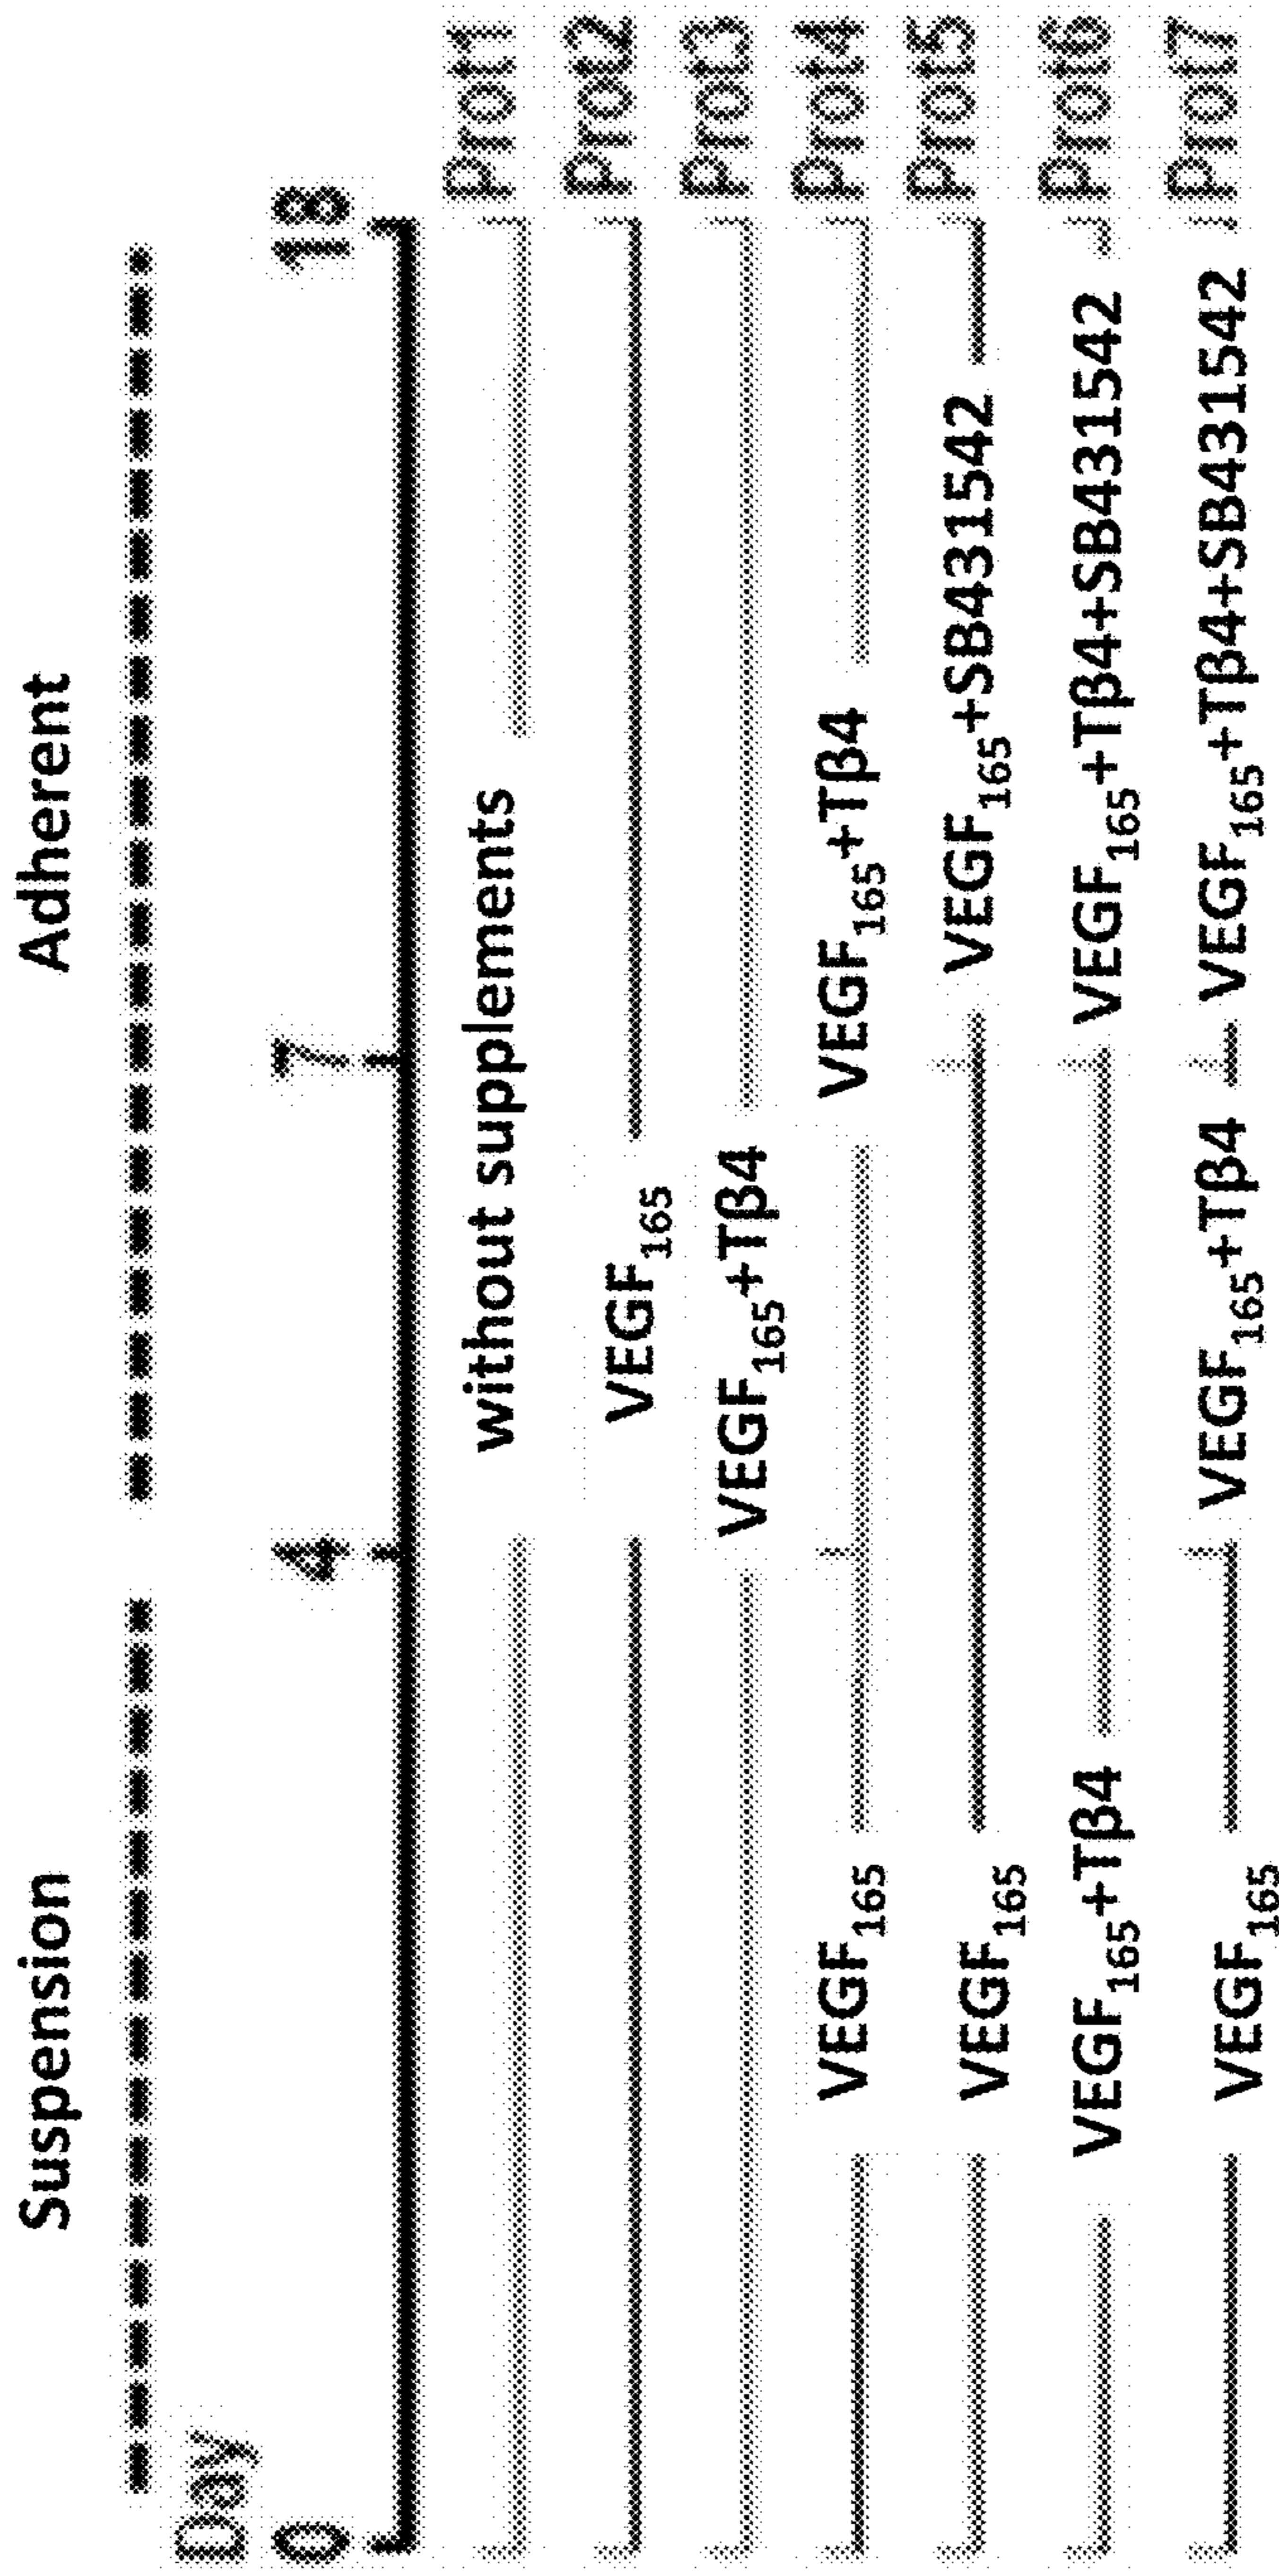 Suspension Adherent
Day
0 4 7 18
without supplements Prot1
VEGF165 Prot2
VEGF165+Tβ4 Prot3
VEGF165 VEGF165+Tβ4 Prot4
VEGF165 VEGF165+SB431542 Prot5
VEGF165+Tβ4 VEGF165+Tβ4+SB431542 Prot6
VEGF165 VEGF165+Tβ4 VEGF165+Tβ4+SB431542 Prot7